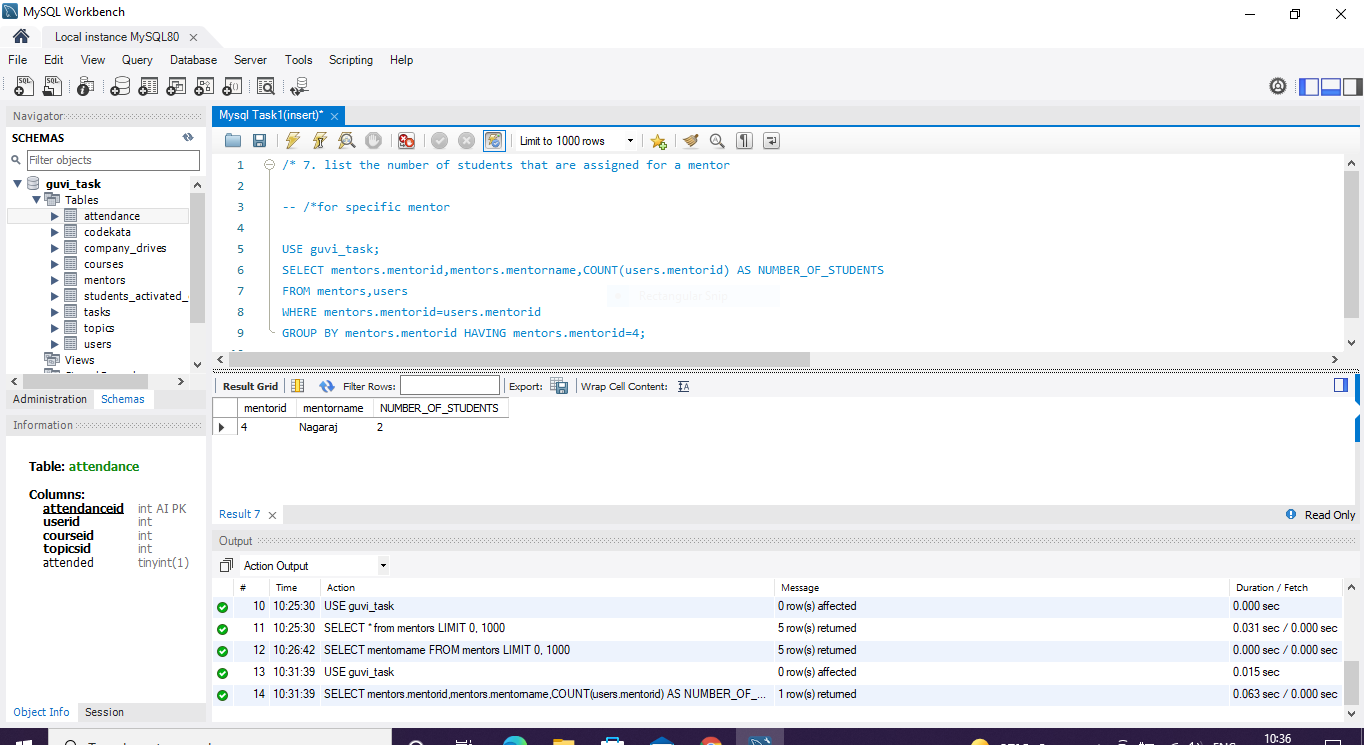 MySQL Workbench
Local instance MySQL80
File Edit View Query Database Server Tools Scripting Help
Navigator
SCHEMAS
Filter objects
guvi_task
Tables
attendance
codekata
company_drives
courses
mentors
students_activated_
tasks
topics
users
Views
Administration Schemas
Information
Table: attendance
Columns:
attendanceid int AI PK
userid int
courseid int
topicsid int
attended tinyint(1)
Object Info Session
Mysql Task1(insert)*
Limit to 1000 rows
1 /* 7. list the number of students that are assigned for a mentor
2
3 -- /*for specific mentor
4
5 USE guvi_task;
6 SELECT mentors.mentorid,mentors.mentorname,COUNT(users.mentorid) AS NUMBER_OF_STUDENTS
7 FROM mentors,users
8 WHERE mentors.mentorid=users.mentorid
9 GROUP BY mentors.mentorid HAVING mentors.mentorid=4;
Rectangular Snip
Result Grid Filter Rows: Export: Wrap Cell Content:
mentorid mentorname NUMBER_OF_STUDENTS
4 Nagaraj 2
Result 7
Read Only
Output
Action Output
# Time Action Message Duration / Fetch
10 10:25:30 USE guvi_task 0 row(s) affected 0.000 sec
11 10:25:30 SELECT * from mentors LIMIT 0, 1000 5 row(s) returned 0.031 sec / 0.000 sec
12 10:26:42 SELECT mentorname FROM mentors LIMIT 0, 1000 5 row(s) returned 0.000 sec / 0.000 sec
13 10:31:39 USE guvi_task 0 row(s) affected 0.015 sec
14 10:31:39 SELECT mentors.mentorid,mentors.mentorname,COUNT(users.mentorid) AS NUMBER_OF_... 1 row(s) returned 0.063 sec / 0.000 sec
10:36